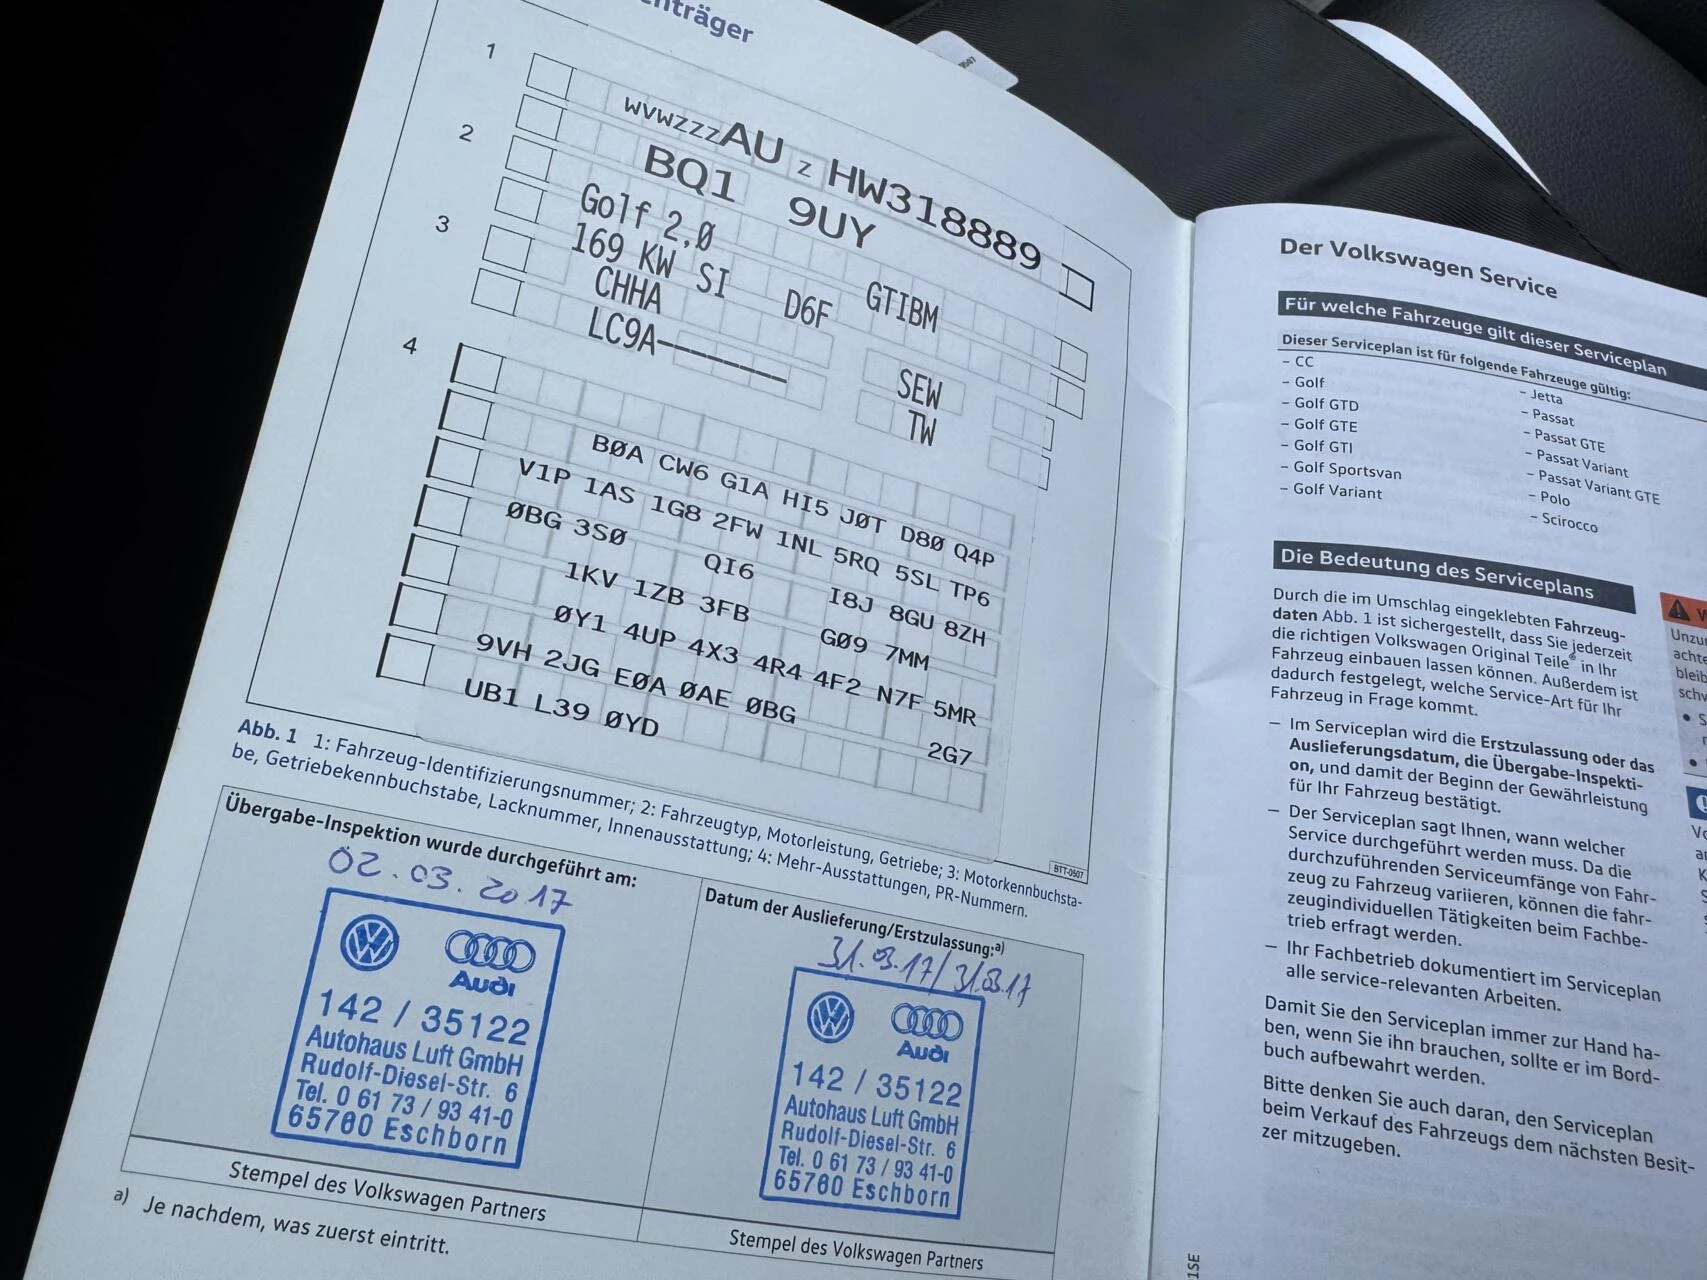 enträger
1
wvwzzzAU z HW318889
BQ1 9UY
2
Golf 2,0 GTIBM
169 KW SI D6F
3
CHHA SEW
LC9A------- TW
4
B0A CW6 G1A HI5 J0T D80 Q4P
V1P 1AS 1G8 2FW 1NL 5RQ 5SL TP6
0BG 3S0 QI6 I8J 8GU 8ZH
1KV 1ZB 3FB G09 7MM
0Y1 4UP 4X3 4R4 4F2 N7F 5MR
9VH 2JG E0A 0AE 0BG 2G7
UB1 L39 0YD
BTT-0507
Abb. 1 1: Fahrzeug-Identifizierungsnummer; 2: Fahrzeugtyp, Motorleistung, Getriebe; 3: Motorkennbuchsta-
be, Getriebekennbuchstabe, Lacknummer, Innenausstattung; 4: Mehr-Ausstattungen, PR-Nummern.
Übergabe-Inspektion wurde durchgeführt am:
02.03.2017
Audi
142 / 35122
Autohaus Luft GmbH
Rudolf-Diesel-Str. 6
Tel. 0 61 73 / 93 41-0
65760 Eschborn
Stempel des Volkswagen Partners
Datum der Auslieferung/Erstzulassung:a)
31.03.17/31.03.17
Audi
142 / 35122
Autohaus Luft GmbH
Rudolf-Diesel-Str. 6
Tel. 0 61 73 / 93 41-0
65760 Eschborn
Stempel des Volkswagen Partners
a) Je nachdem, was zuerst eintritt.
Der Volkswagen Service
Für welche Fahrzeuge gilt dieser Serviceplan
Dieser Serviceplan ist für folgende Fahrzeuge gültig:
– CC
– Golf
– Golf GTD
– Golf GTE
– Golf GTI
– Golf Sportsvan
– Golf Variant
– Jetta
– Passat
– Passat GTE
– Passat Variant
– Passat Variant GTE
– Polo
– Scirocco
Die Bedeutung des Serviceplans
Durch die im Umschlag eingeklebten Fahrzeug-
daten Abb. 1 ist sichergestellt, dass Sie jederzeit
die richtigen Volkswagen Original Teile® in Ihr
Fahrzeug einbauen lassen können. Außerdem ist
dadurch festgelegt, welche Service-Art für Ihr
Fahrzeug in Frage kommt.
– Im Serviceplan wird die Erstzulassung oder das
Auslieferungsdatum, die Übergabe-Inspekti-
on, und damit der Beginn der Gewährleistung
für Ihr Fahrzeug bestätigt.
– Der Serviceplan sagt Ihnen, wann welcher
Service durchgeführt werden muss. Da die
durchzuführenden Serviceumfänge von Fahr-
zeug zu Fahrzeug variieren, können die fahr-
zeugindividuellen Tätigkeiten beim Fachbe-
trieb erfragt werden.
– Ihr Fachbetrieb dokumentiert im Serviceplan
alle service-relevanten Arbeiten.
Damit Sie den Serviceplan immer zur Hand ha-
ben, wenn Sie ihn brauchen, sollte er im Bord-
buch aufbewahrt werden.
Bitte denken Sie auch daran, den Serviceplan
beim Verkauf des Fahrzeugs dem nächsten Besit-
zer mitzugeben.